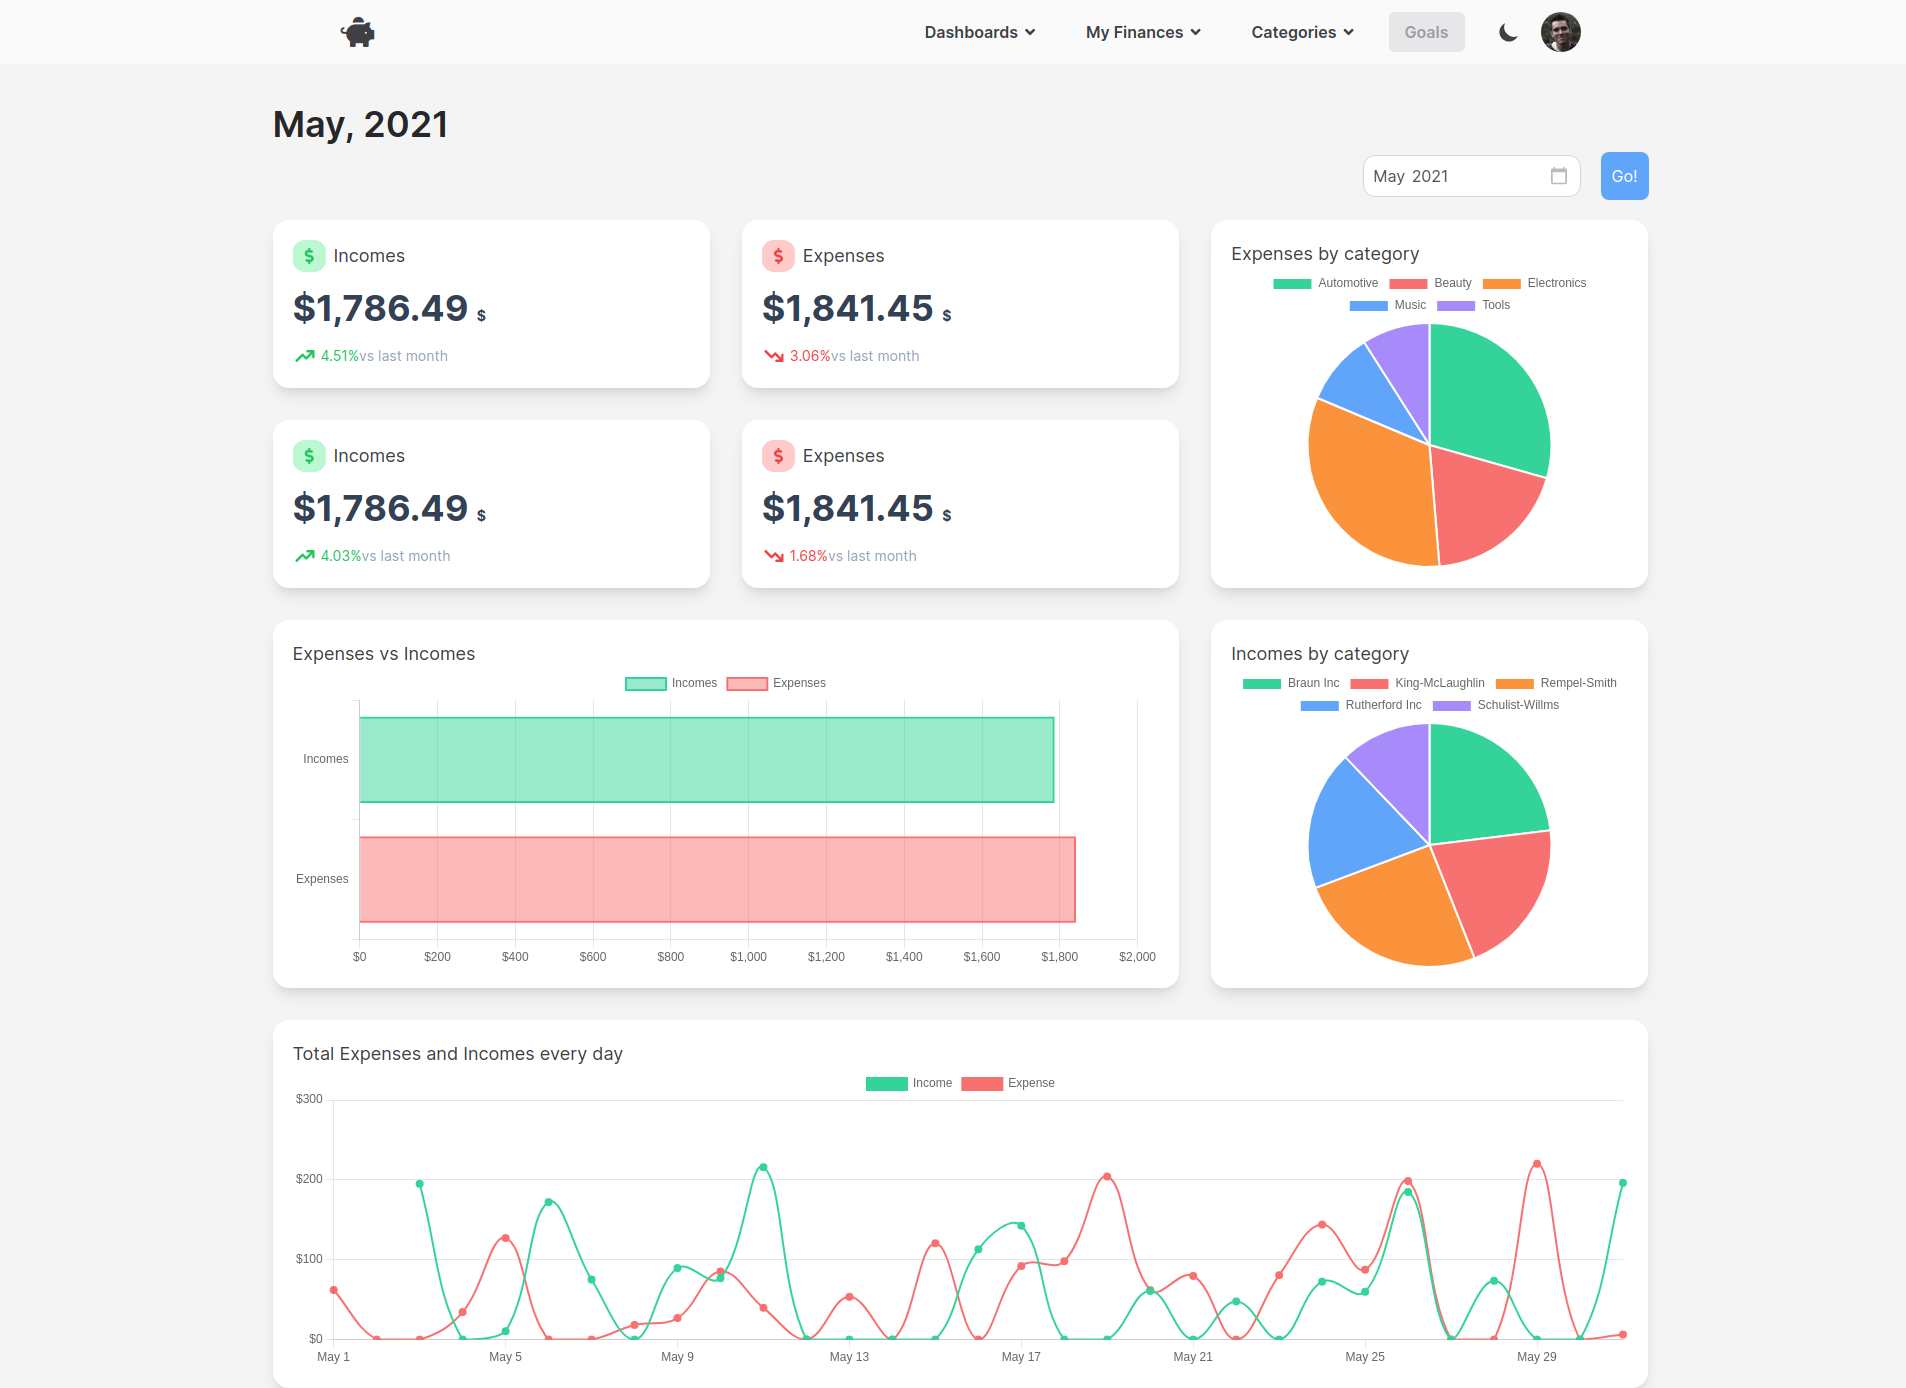 Dashboards My Finances Categories Goals
May, 2021
May 2021 Go!
$ Incomes
$1,786.49 $
4.51%vs last month
$ Expenses
$1,841.45 $
3.06%vs last month
$ Incomes
$1,786.49 $
4.03%vs last month
$ Expenses
$1,841.45 $
1.68%vs last month
Expenses by category
Automotive Beauty Electronics
Music Tools
Expenses vs Incomes
Incomes Expenses
Incomes
Expenses
$0 $200 $400 $600 $800 $1,000 $1,200 $1,400 $1,600 $1,800 $2,000
Incomes by category
Braun Inc King-McLaughlin Rempel-Smith
Rutherford Inc Schulist-Willms
Total Expenses and Incomes every day
Income Expense
$300
$200
$100
$0
May 1 May 5 May 9 May 13 May 17 May 21 May 25 May 29